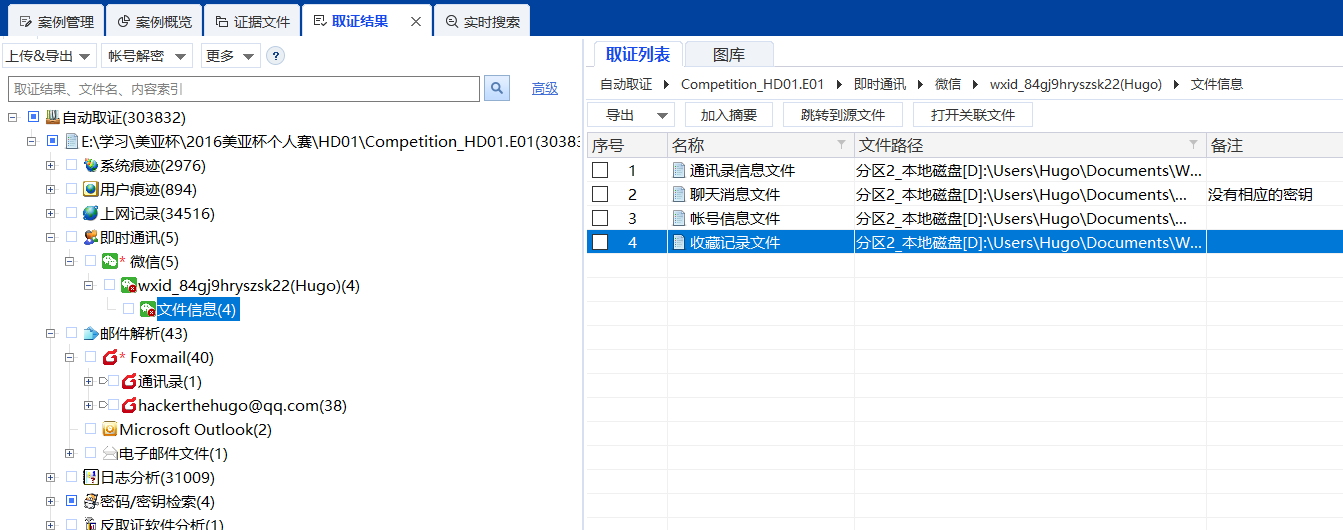 案例管理 案例概览 证据文件 取证结果 实时搜索
上传&导出 帐号解密 更多 ?
取证结果、文件名、内容索引 高级
自动取证(303832)
E:\学习\美亚杯\2016美亚杯个人赛\HD01\Competition_HD01.E01(3038
系统痕迹(2976)
用户痕迹(894)
上网记录(34516)
即时通讯(5)
* 微信(5)
wxid_84gj9hryszsk22(Hugo)(4)
文件信息(4)
邮件解析(43)
* Foxmail(40)
通讯录(1)
hackerthehugo@qq.com(38)
Microsoft Outlook(2)
电子邮件文件(1)
日志分析(31009)
密码/密钥检索(4)
反取证软件分析(1)
取证列表 图库
自动取证 Competition_HD01.E01 即时通讯 微信 wxid_84gj9hryszsk22(Hugo) 文件信息
导出 加入摘要 跳转到源文件 打开关联文件
序号 名称 文件路径 备注
1 通讯录信息文件 分区2_本地磁盘[D]:\Users\Hugo\Documents\W...
2 聊天消息文件 分区2_本地磁盘[D]:\Users\Hugo\Documents\... 没有相应的密钥
3 帐号信息文件 分区2_本地磁盘[D]:\Users\Hugo\Documents\...
4 收藏记录文件 分区2_本地磁盘[D]:\Users\Hugo\Documents\W...